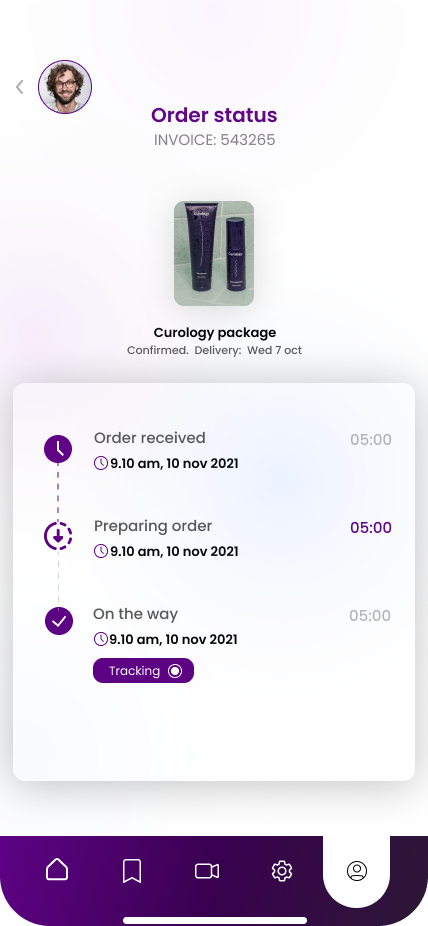 Order status
INVOICE: 543265
Curology
Curology
Curology package
Confirmed. Delivery: Wed 7 oct
Order received
05:00
9.10 am, 10 nov 2021
Preparing order
05:00
9.10 am, 10 nov 2021
On the way
05:00
9.10 am, 10 nov 2021
Tracking